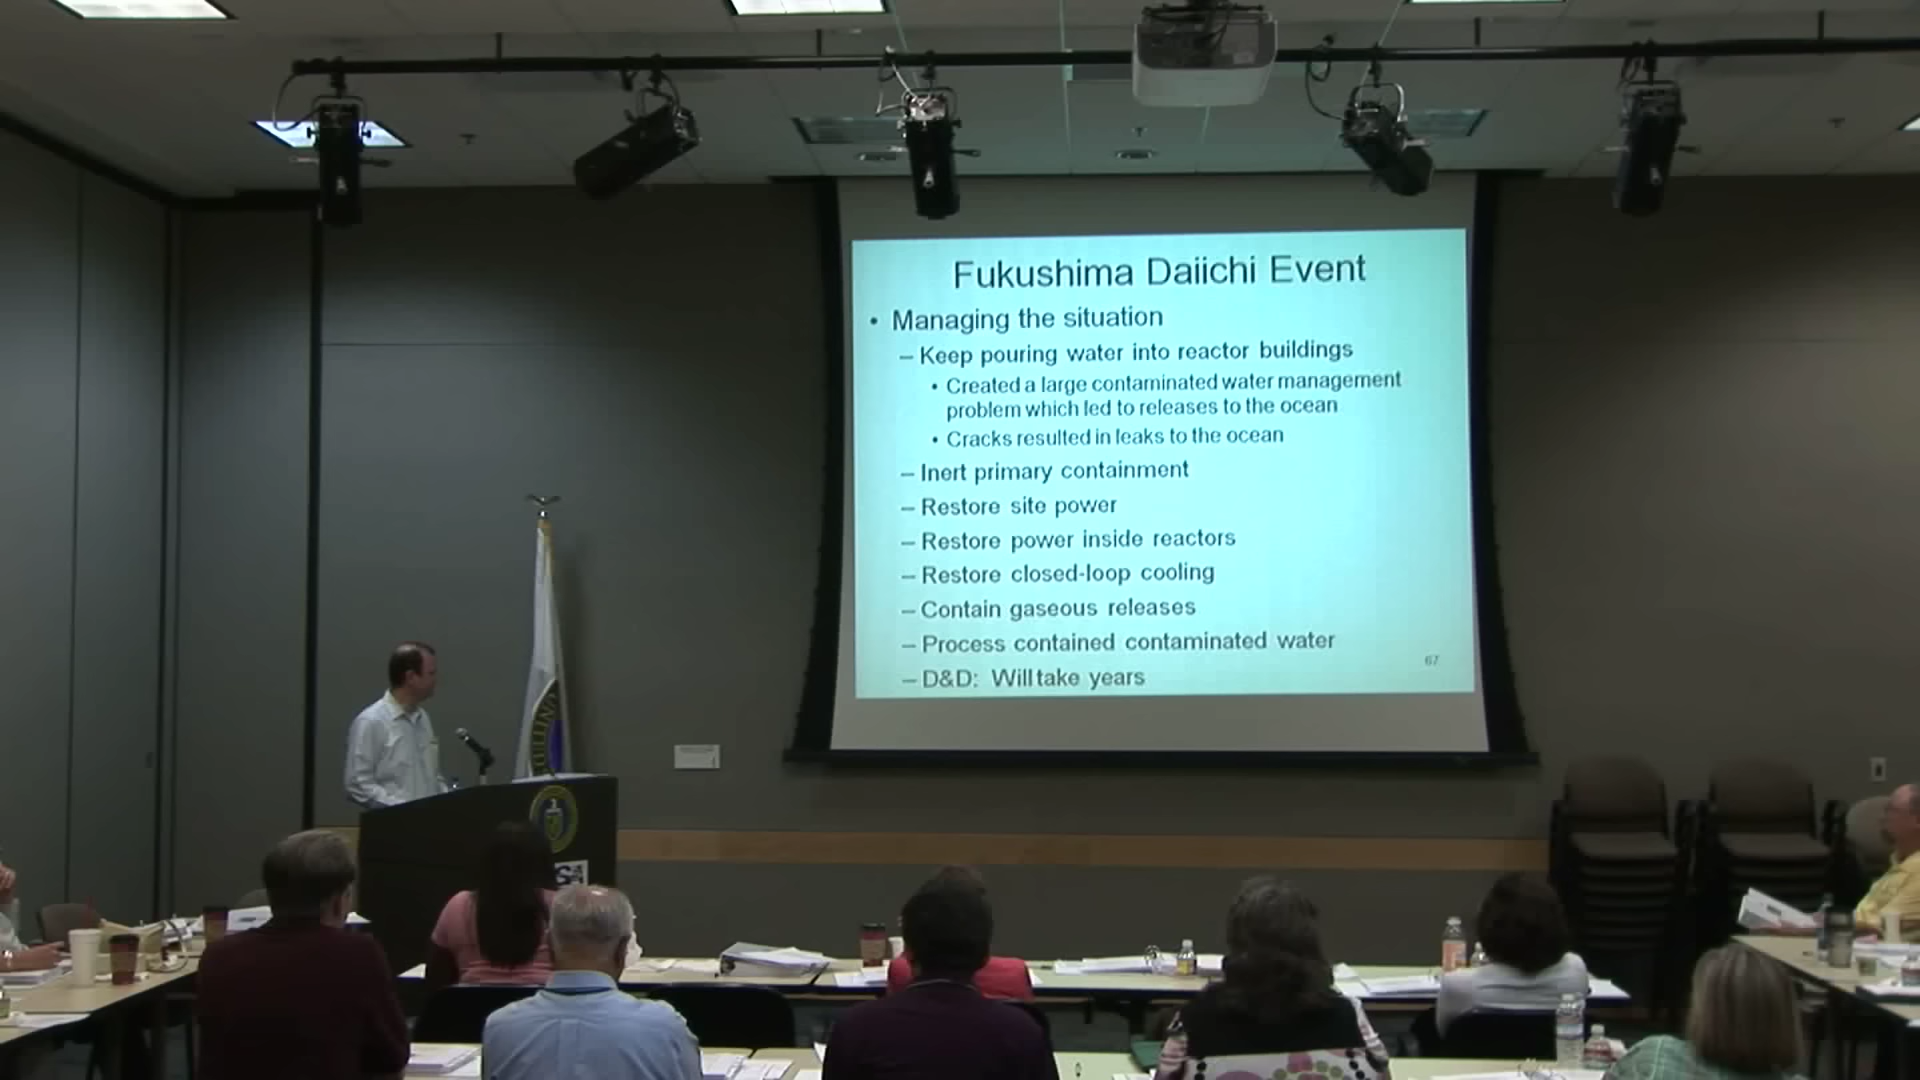 Fukushima Daiichi Event
• Managing the situation
– Keep pouring water into reactor buildings
• Created a large contaminated water management
problem which led to releases to the ocean
• Cracks resulted in leaks to the ocean
– Inert primary containment
– Restore site power
– Restore power inside reactors
– Restore closed-loop cooling
– Contain gaseous releases
– Process contained contaminated water
67
– D&D: Will take years